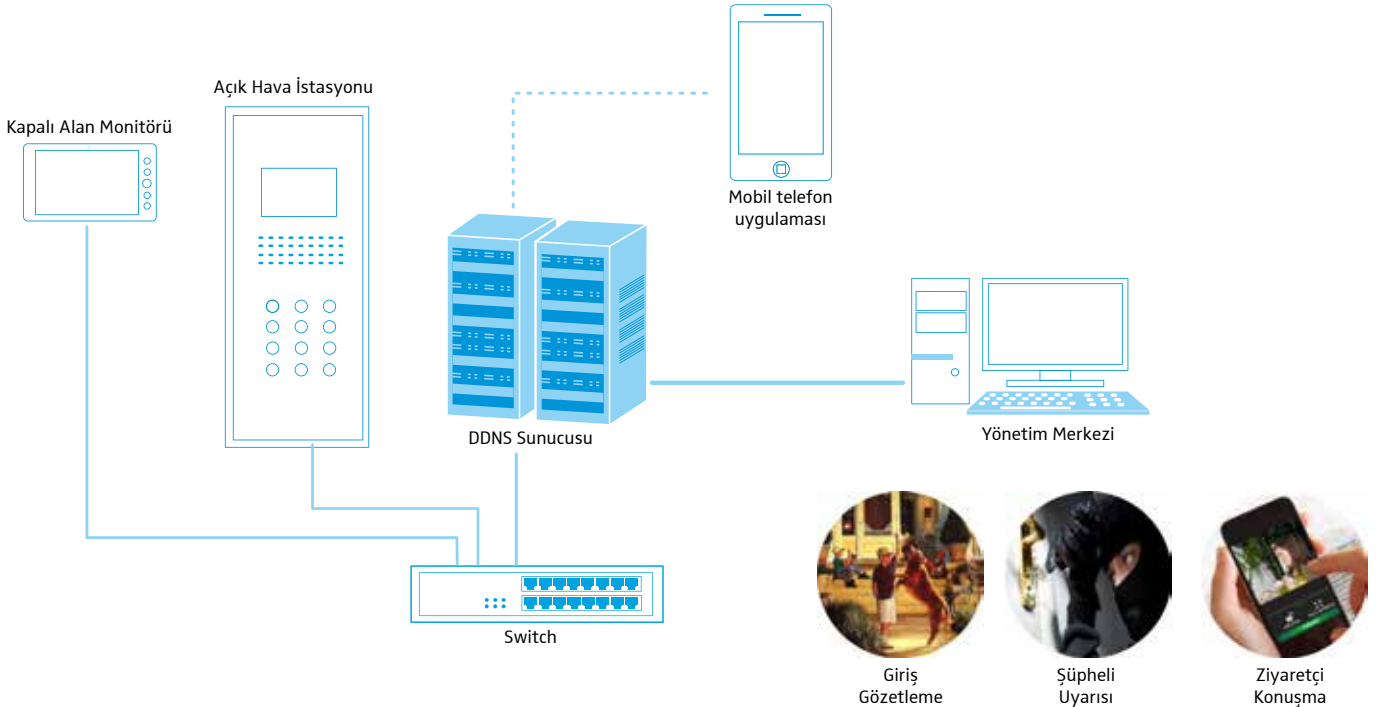 Açık Hava İstasyonu
Kapalı Alan Monitörü
Mobil telefon
uygulaması
DDNS Sunucusu
Yönetim Merkezi
Switch
Giriş
Gözetleme
Şüpheli
Uyarısı
Ziyaretçi
Konuşma